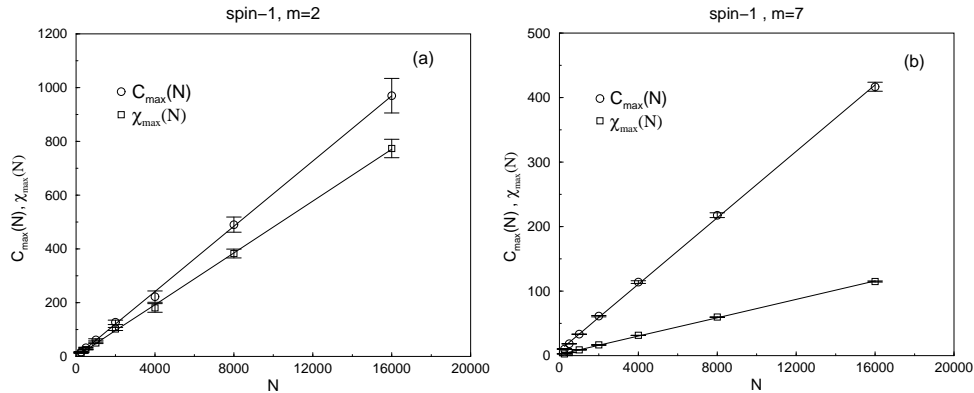 spin-1, m=2
(a)
C_max(N)
χ_max(N)
C_max(N), χ_max(N)
1200
1000
800
600
400
200
0
0
4000
8000
12000
16000
20000
N
spin-1 , m=7
(b)
C_max(N)
χ_max(N)
C_max(N) , χ_max(N)
500
400
300
200
100
0
0
4000
8000
12000
16000
20000
N